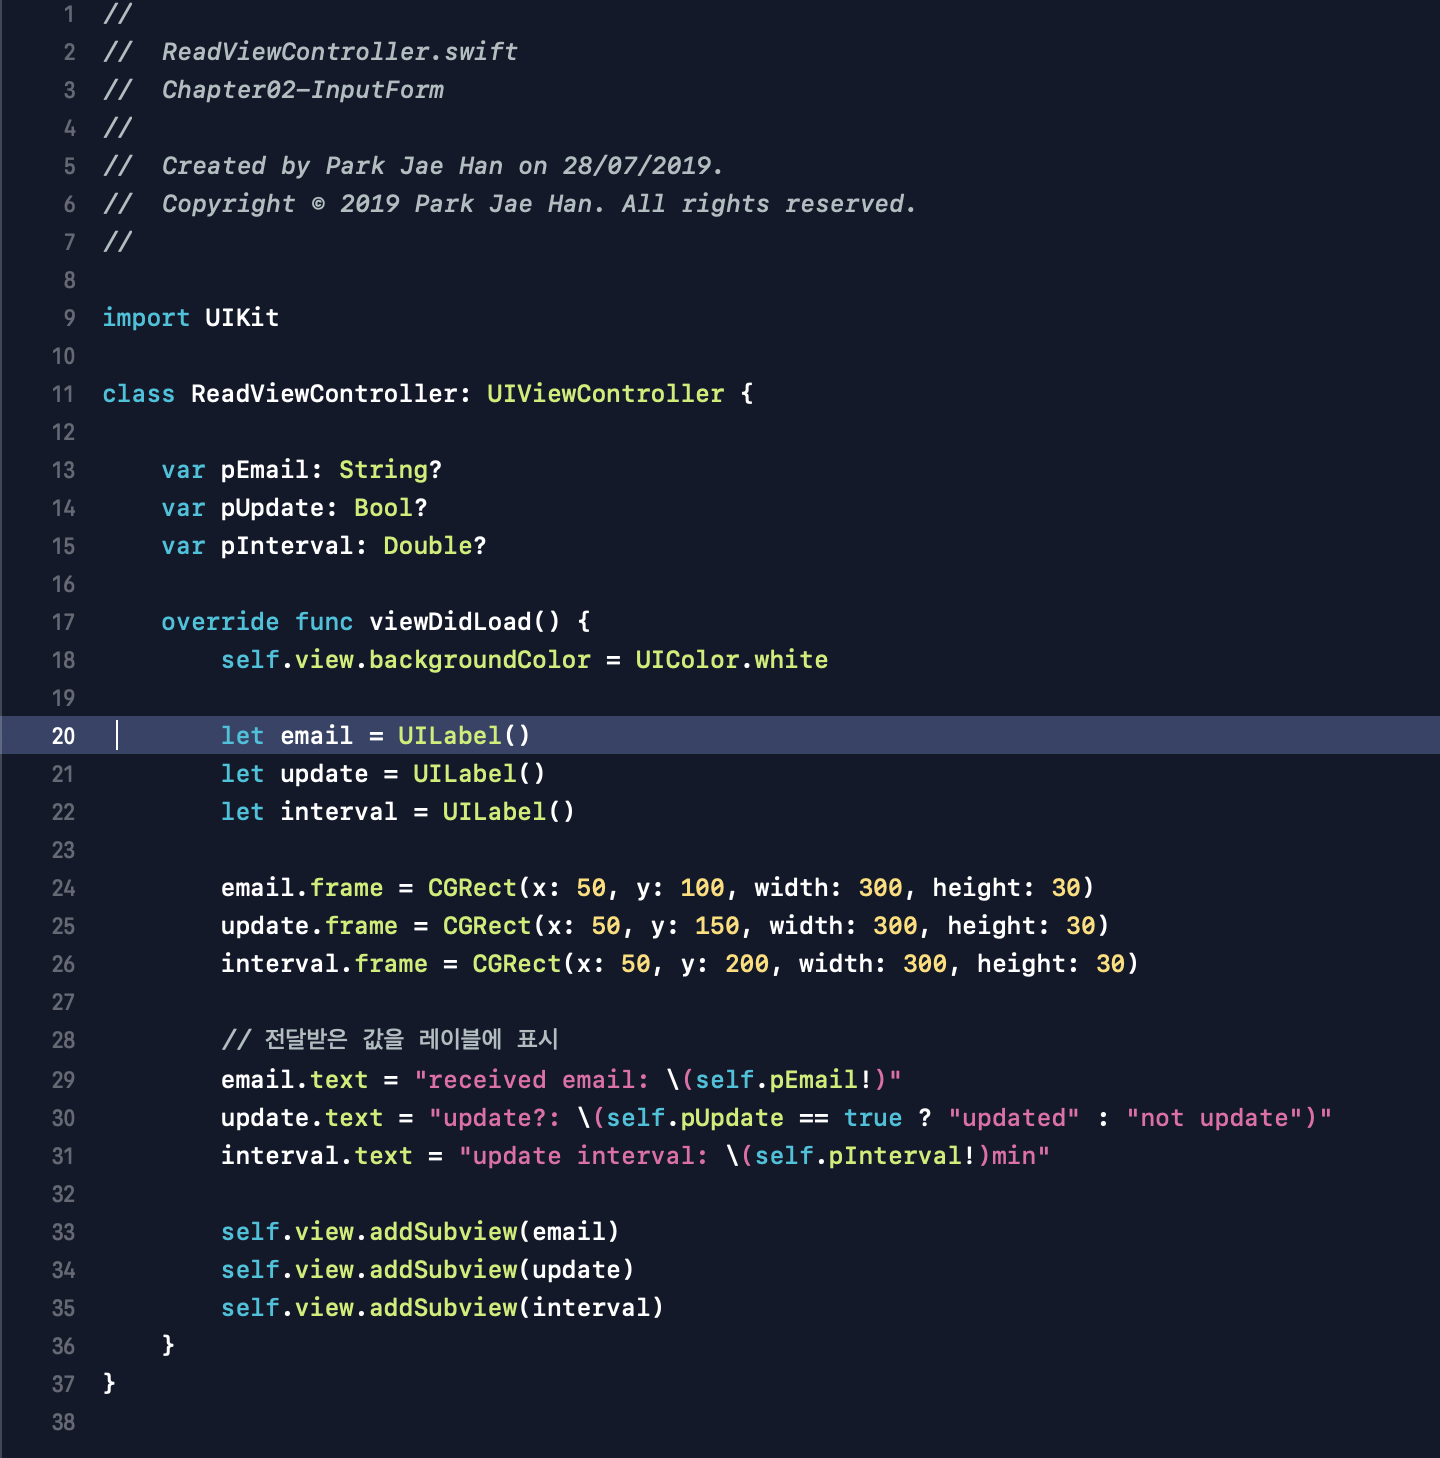 1 //
2 //  ReadViewController.swift
3 //  Chapter02-InputForm
4 //
5 //  Created by Park Jae Han on 28/07/2019.
6 //  Copyright © 2019 Park Jae Han. All rights reserved.
7 //
8
9 import UIKit
10
11 class ReadViewController: UIViewController {
12
13     var pEmail: String?
14     var pUpdate: Bool?
15     var pInterval: Double?
16
17     override func viewDidLoad() {
18         self.view.backgroundColor = UIColor.white
19
20         let email = UILabel()
21         let update = UILabel()
22         let interval = UILabel()
23
24         email.frame = CGRect(x: 50, y: 100, width: 300, height: 30)
25         update.frame = CGRect(x: 50, y: 150, width: 300, height: 30)
26         interval.frame = CGRect(x: 50, y: 200, width: 300, height: 30)
27
28         // 전달받은 값을 레이블에 표시
29         email.text = "received email: \(self.pEmail!)"
30         update.text = "update?: \(self.pUpdate == true ? "updated" : "not update")"
31         interval.text = "update interval: \(self.pInterval!)min"
32
33         self.view.addSubview(email)
34         self.view.addSubview(update)
35         self.view.addSubview(interval)
36     }
37 }
38